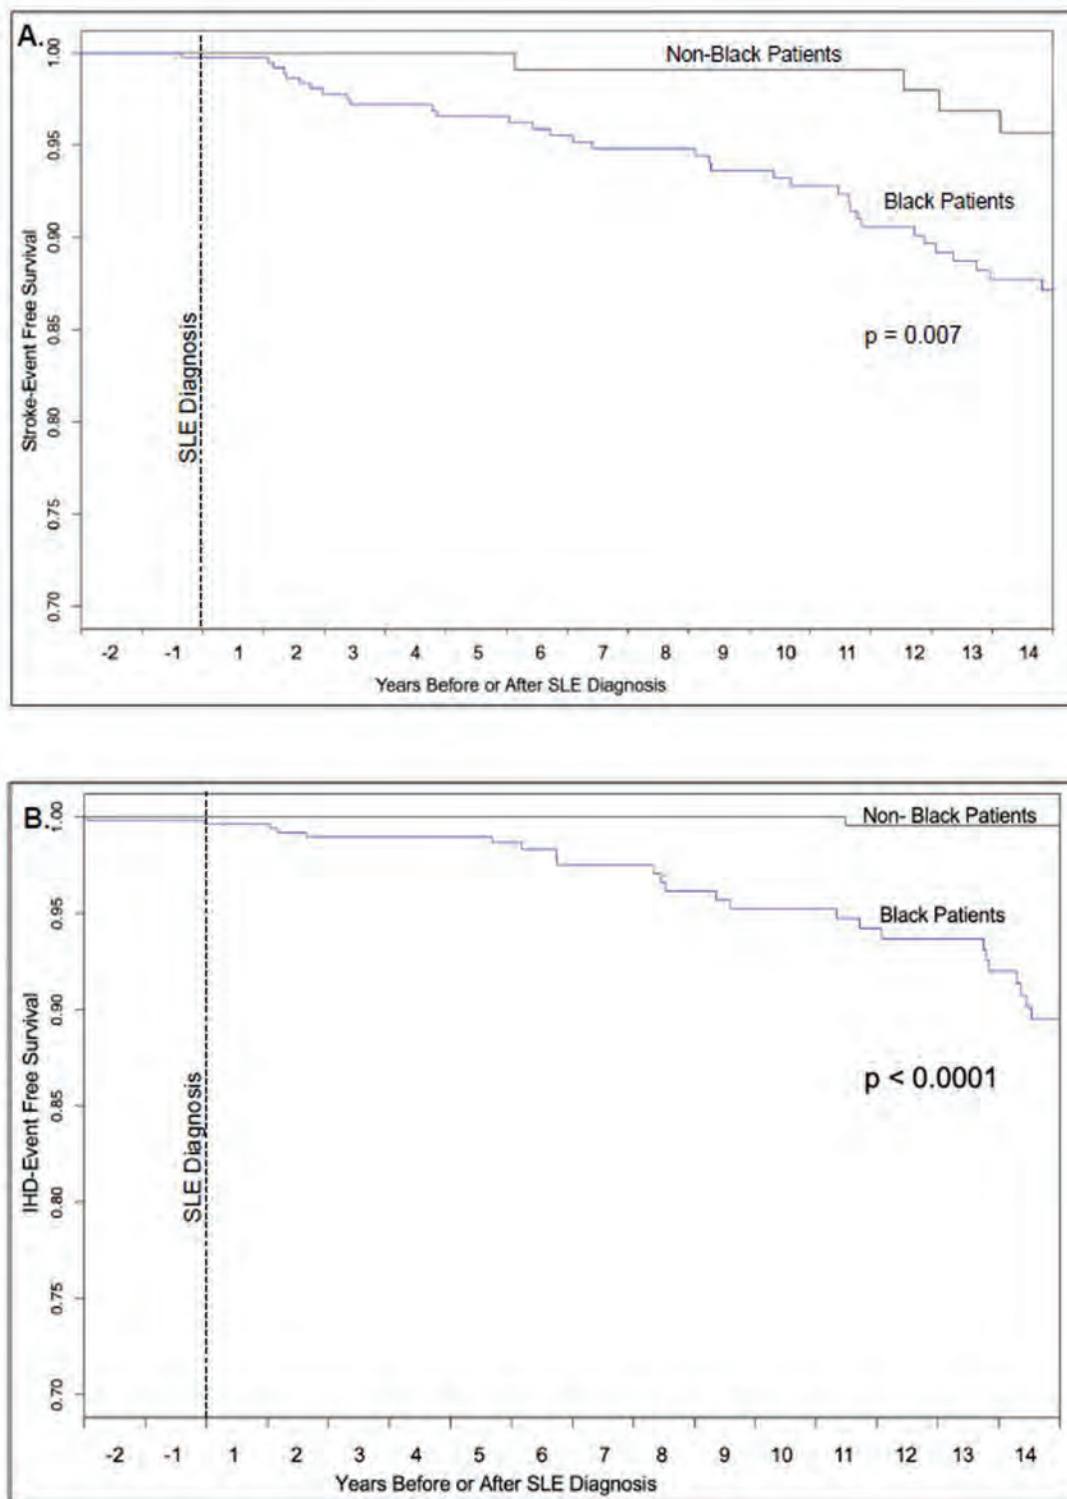 A.
1.00
0.95
0.90
0.85
0.80
0.75
0.70
Stroke-Event Free Survival
SLE Diagnosis
Non-Black Patients
Black Patients
p = 0.007
-2 -1 1 2 3 4 5 6 7 8 9 10 11 12 13 14
Years Before or After SLE Diagnosis
B.
1.00
0.95
0.90
0.85
0.80
0.75
0.70
IHD-Event Free Survival
SLE Diagnosis
Non- Black Patients
Black Patients
p < 0.0001
-2 -1 1 2 3 4 5 6 7 8 9 10 11 12 13 14
Years Before or After SLE Diagnosis